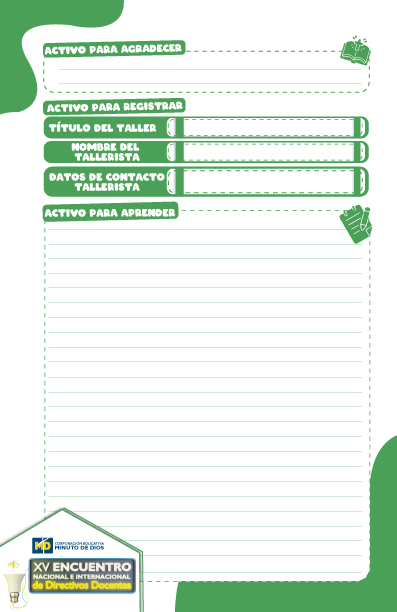 ACTIVO PARA AGRADECER
ACTIVO PARA REGISTRAR
TÍTULO DEL TALLER
NOMBRE DEL
TALLERISTA
DATOS DE CONTACTO
TALLERISTA
ACTIVO PARA APRENDER
MD
CORPORACIÓN EDUCATIVA
MINUTO DE DIOS
XV ENCUENTRO
NACIONAL E INTERNACIONAL
de Directivos Docentes